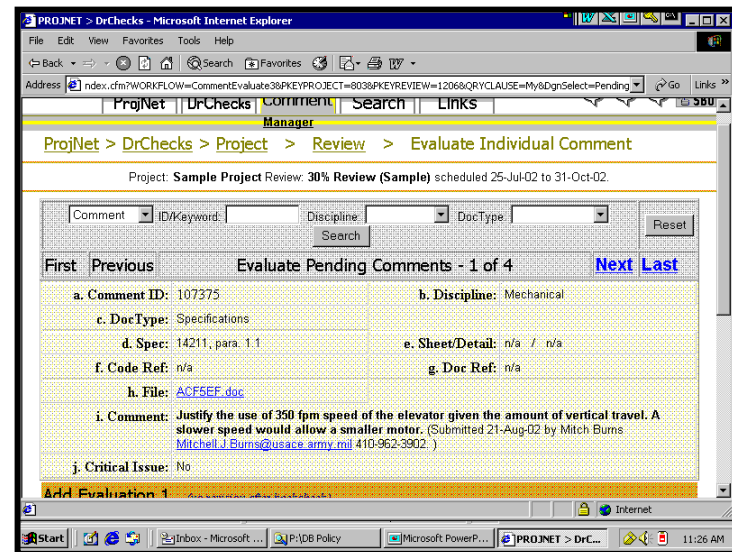 PROJNET > DrChecks - Microsoft Internet Explorer
File Edit View Favorites Tools Help
Back Search Favorites
Address ndex.cfm?WORKFLOW=CommentEvaluate3&PKEYPROJECT=803&PKEYREVIEW=1206&QRYCLAUSE=My&DgnSelect=Pending Go Links »
ProjNet DrChecks Comment Search Links SBU
Manager
ProjNet > DrChecks > Project > Review > Evaluate Individual Comment
Project: Sample Project Review: 30% Review (Sample) scheduled 25-Jul-02 to 31-Oct-02.
Comment ID/Keyword: Discipline: DocType: Reset
Search
First Previous Evaluate Pending Comments - 1 of 4 Next Last
a. Comment ID: 107375 b. Discipline: Mechanical
c. DocType: Specifications
d. Spec: 14211, para. 1.1 e. Sheet/Detail: n/a / n/a
f. Code Ref: n/a g. Doc Ref: n/a
h. File: ACF5EF.doc
i. Comment: Justify the use of 350 fpm speed of the elevator given the amount of vertical travel. A
slower speed would allow a smaller motor. (Submitted 21-Aug-02 by Mitch Burns
Mitchell.J.Burns@usace.army.mil 410-962-3902. )
j. Critical Issue: No
Add Evaluation 1
Internet
Start Inbox - Microsoft ... P:\DB Policy Microsoft PowerP... PROJNET > DrC... 11:26 AM